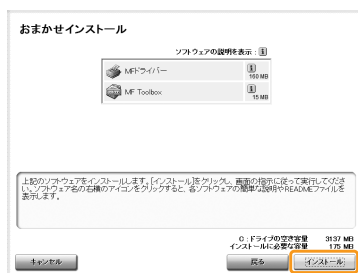 おまかせインストール
ソフトウェアの説明を表示：i
MFドライバー i
160 MB
MF Toolbox i
15 MB
上記のソフトウェアをインストールします。[インストール]をクリックし、画面の指示に従って実行してくださ
い。ソフトウェア名の右横のアイコンをクリックすると、各ソフトウェアの簡単な説明やREADMEファイルを
表示します。
C：ドライブの空き容量 3137 MB
インストールに必要な容量 175 MB
キャンセル 戻る インストール